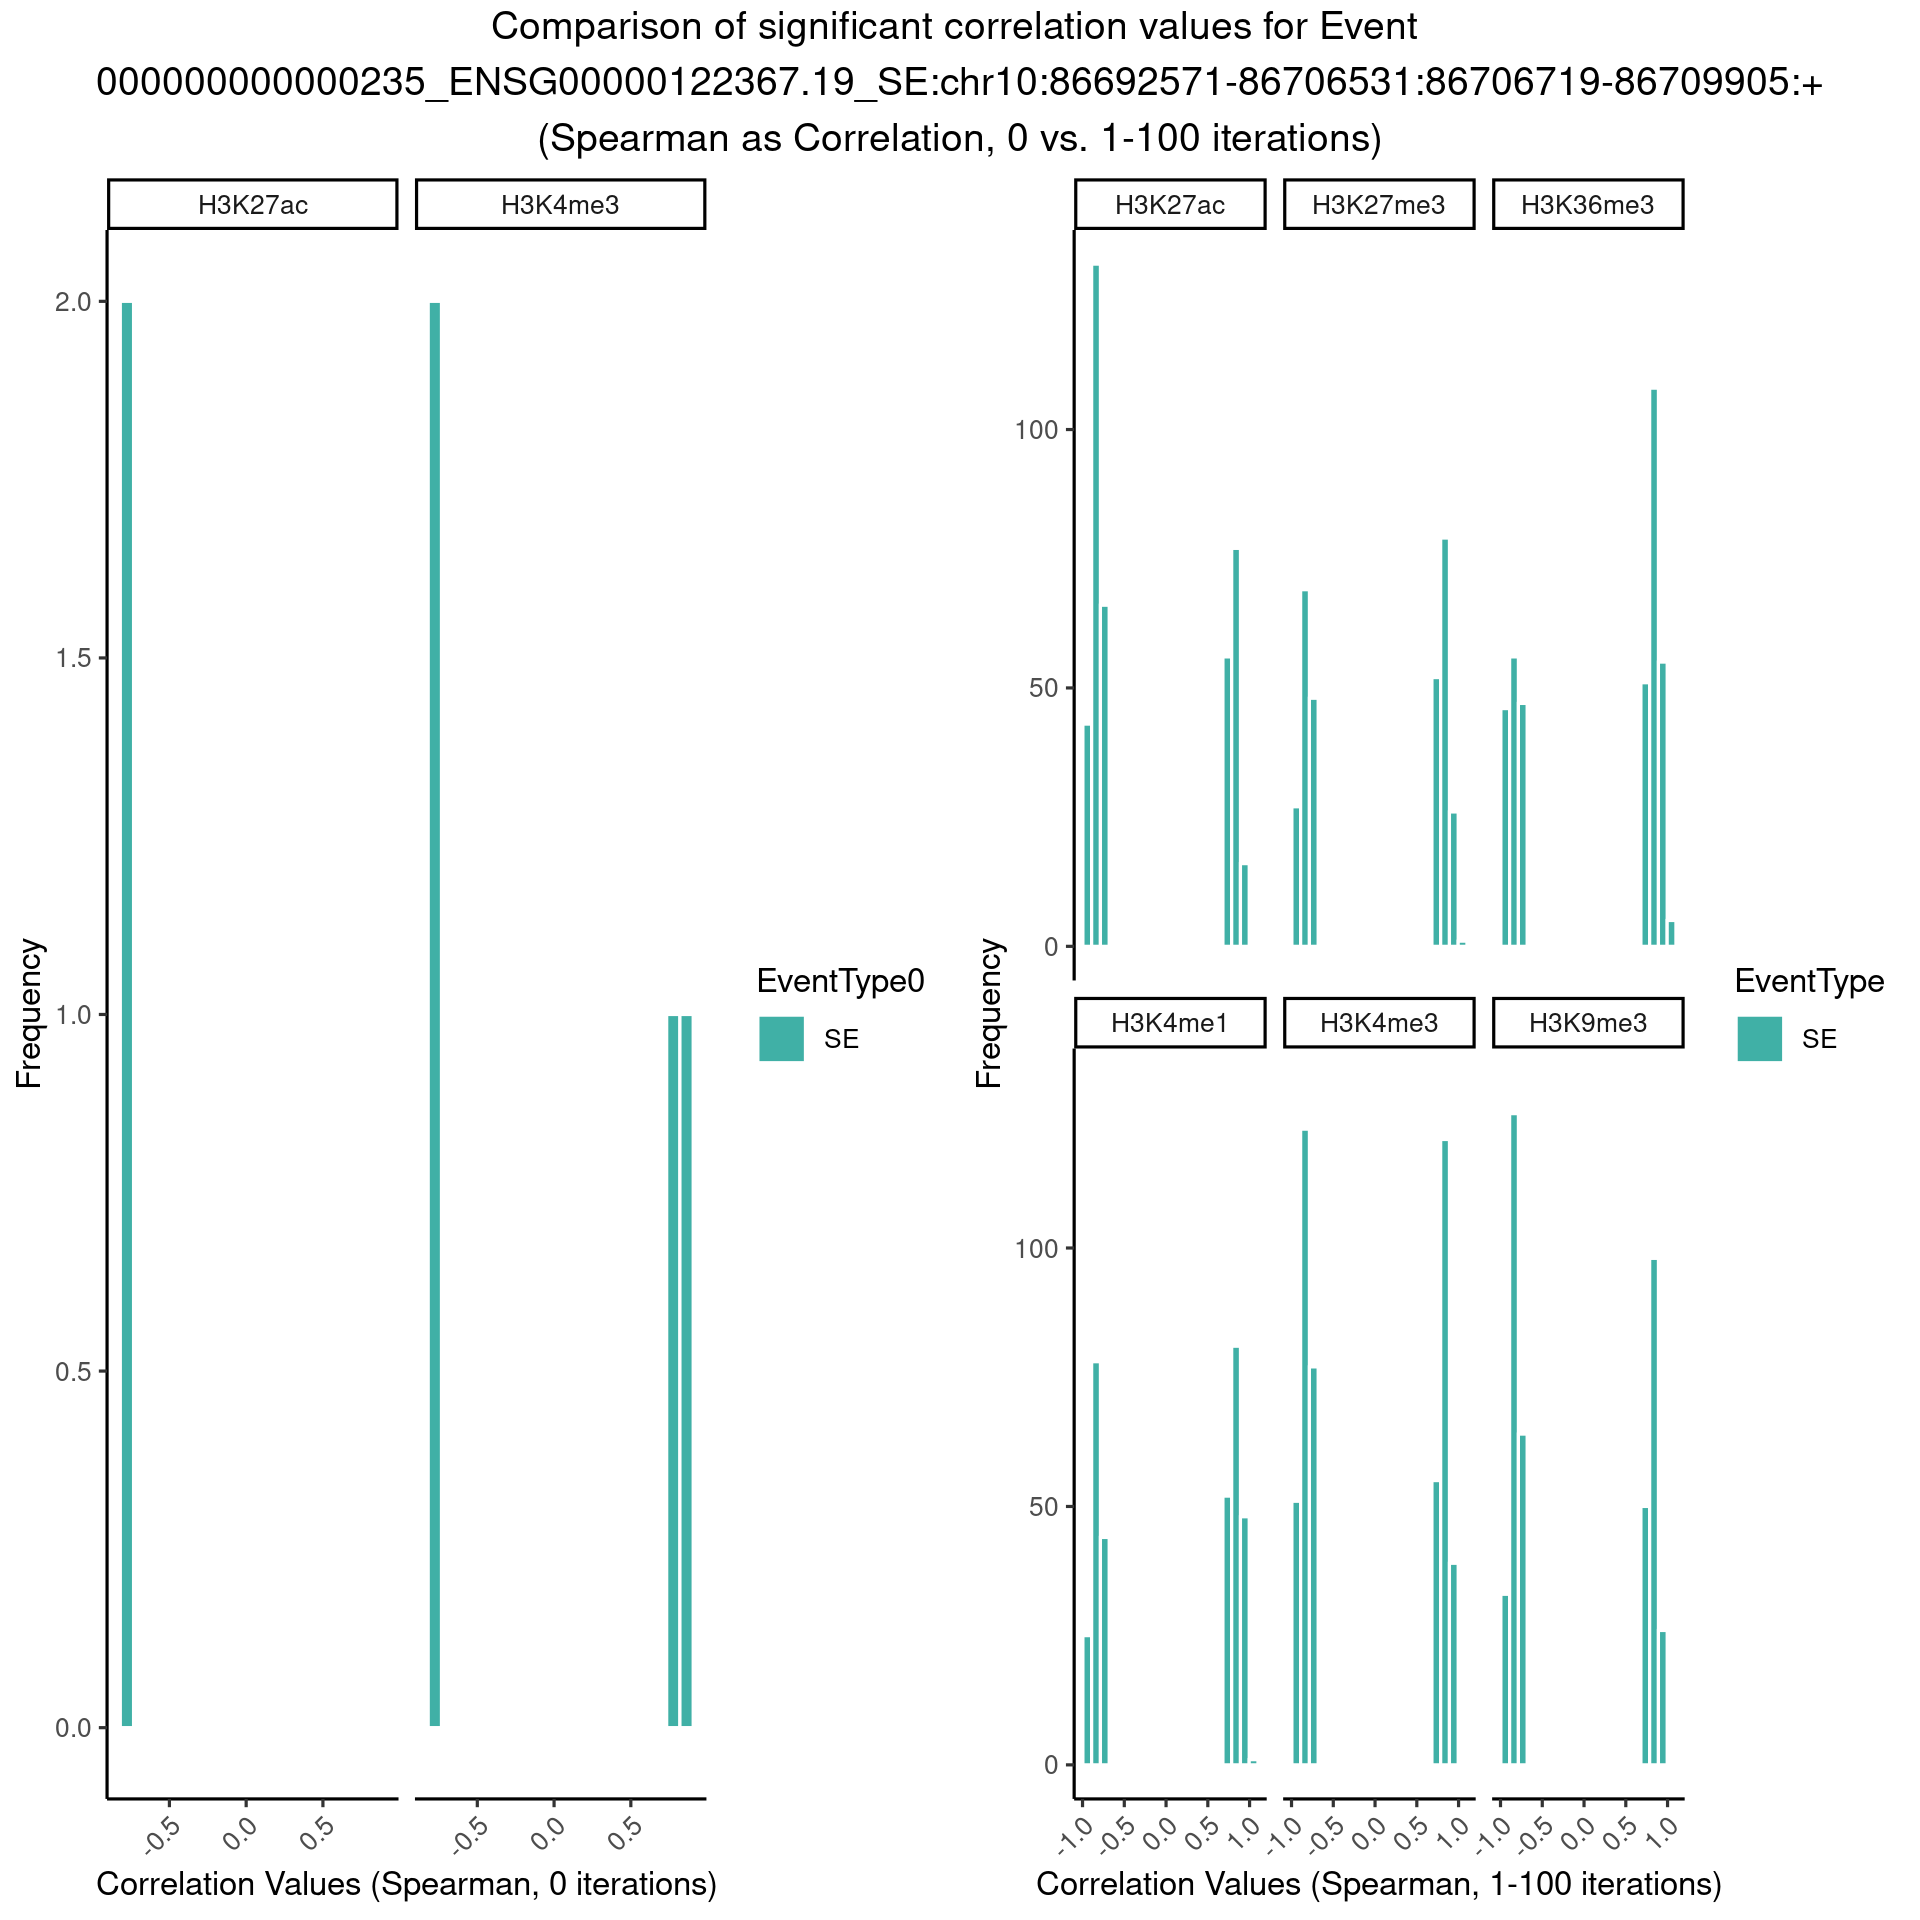 Comparison of significant correlation values for Event
000000000000235_ENSG00000122367.19_SE:chr10:86692571-86706531:86706719-86709905:+
(Spearman as Correlation, 0 vs. 1-100 iterations)
H3K27ac
H3K4me3
2.0
1.5
1.0
0.5
0.0
Frequency
-0.5
0.0
0.5
-0.5
0.0
0.5
Correlation Values (Spearman, 0 iterations)
EventType0
SE
H3K27ac
H3K27me3
H3K36me3
100
50
0
Frequency
H3K4me1
H3K4me3
H3K9me3
100
50
0
-1.0
-0.5
0.0
0.5
1.0
-1.0
-0.5
0.0
0.5
1.0
-1.0
-0.5
0.0
0.5
1.0
Correlation Values (Spearman, 1-100 iterations)
EventType
SE